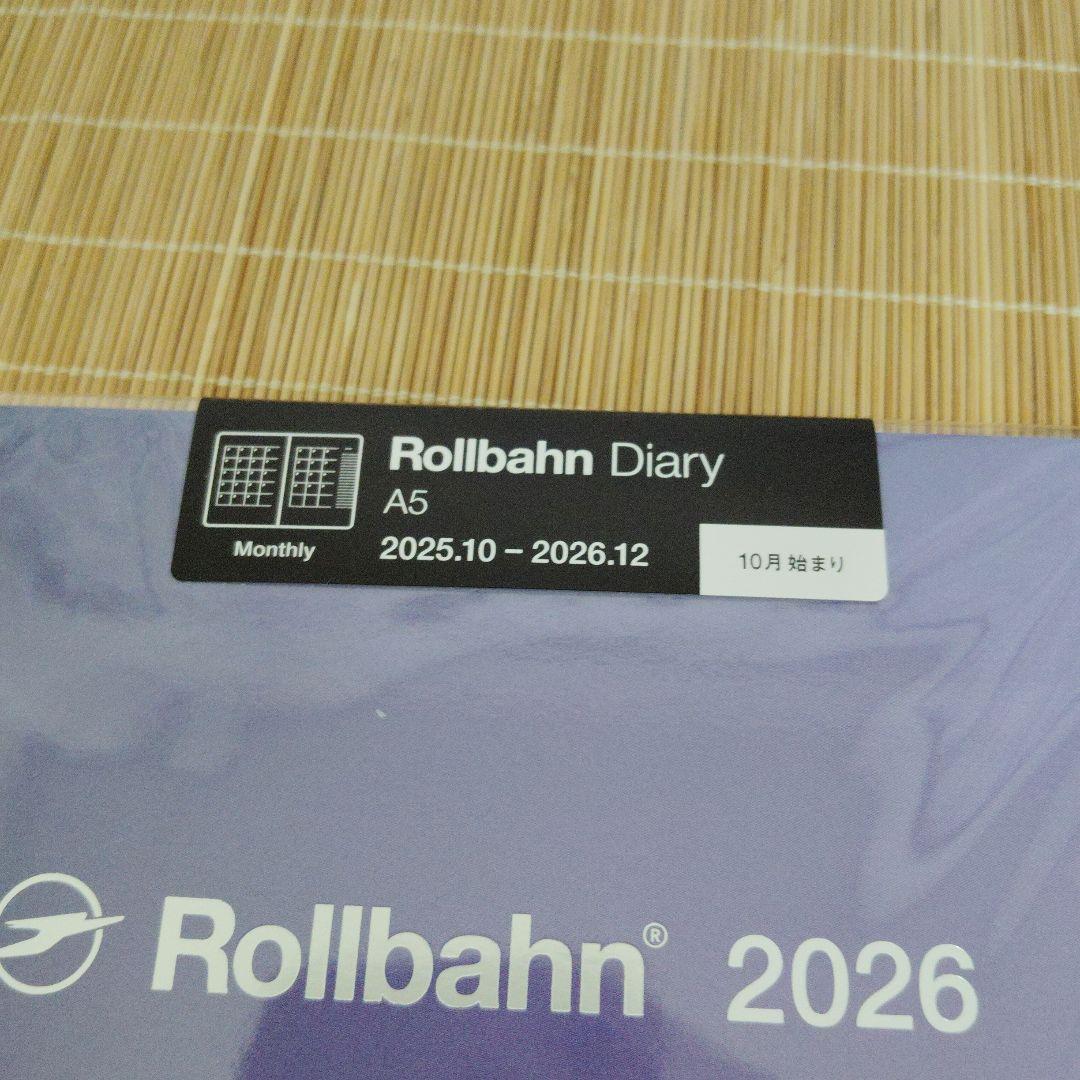 Rollbahn Diary
A5
Monthly
2025.10 – 2026.12
10月始まり
Rollbahn® 2026